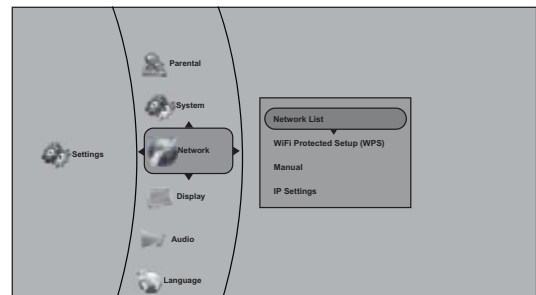 Settings
Parental
System
Network
Display
Audio
Language
Network List
WiFi Protected Setup (WPS)
Manual
IP Settings